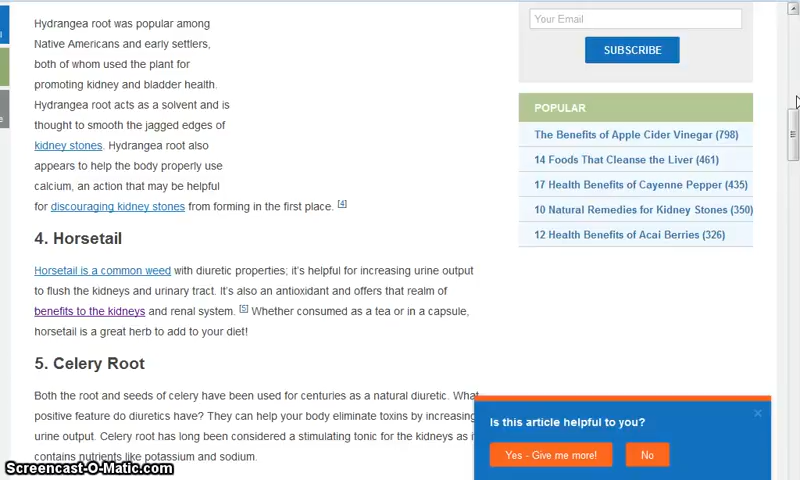 Hydrangea root was popular among
Native Americans and early settlers,
both of whom used the plant for
promoting kidney and bladder health.
Hydrangea root acts as a solvent and is
thought to smooth the jagged edges of
kidney stones. Hydrangea root also
appears to help the body properly use
calcium, an action that may be helpful
for discouraging kidney stones from forming in the first place. [4]
4. Horsetail
Horsetail is a common weed with diuretic properties; it's helpful for increasing urine output
to flush the kidneys and urinary tract. It's also an antioxidant and offers that realm of
benefits to the kidneys and renal system. [5] Whether consumed as a tea or in a capsule,
horsetail is a great herb to add to your diet!
5. Celery Root
Both the root and seeds of celery have been used for centuries as a natural diuretic. What
positive feature do diuretics have? They can help your body eliminate toxins by increasing
urine output. Celery root has long been considered a stimulating tonic for the kidneys as
contains nutrients like potassium and sodium.
Your Email
SUBSCRIBE
POPULAR
The Benefits of Apple Cider Vinegar (798)
14 Foods That Cleanse the Liver (461)
17 Health Benefits of Cayenne Pepper (435)
10 Natural Remedies for Kidney Stones (350)
12 Health Benefits of Acai Berries (326)
Is this article helpful to you?
×
Yes - Give me more!
No
Screencast-O-Matic.com